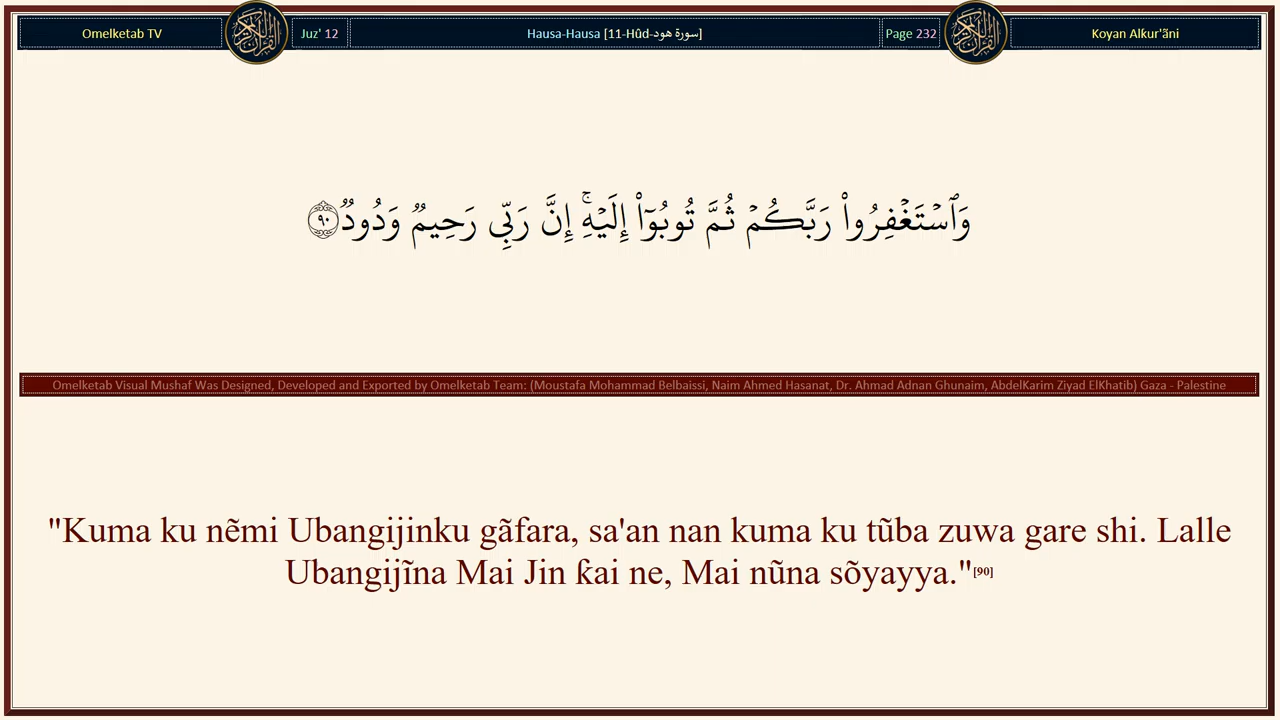 Omelketab TV
Juz' 12
Hausa-Hausa [11-Hûd-سورة هود]
Page 232
Koyan Alƙur'ãni
وَٱسۡتَغۡفِرُواْ رَبَّكُمۡ ثُمَّ تُوبُوٓاْ إِلَيۡهِۚ إِنَّ رَبِّي رَحِيمٞ وَدُودٞ ٩٠
Omelketab Visual Mushaf Was Designed, Developed and Exported by Omelketab Team: (Moustafa Mohammad Belbaissi, Naim Ahmed Hasanat, Dr. Ahmad Adnan Ghunaim, AbdelKarim Ziyad ElKhatib) Gaza - Palestine
"Kuma ku nẽmi Ubangijinku gãfara, sa'an nan kuma ku tũba zuwa gare shi. Lalle
Ubangijĩna Mai Jin ƙai ne, Mai nũna sõyayya."[90]